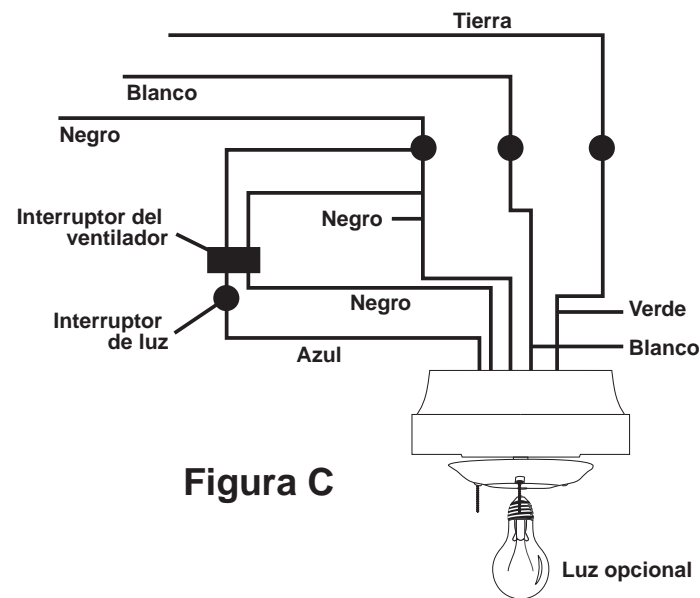 Tierra
Blanco
Negro
Interruptor del
ventilador
Negro
Negro
Interruptor
de luz
Azul
Verde
Blanco
Figura C
Luz opcional